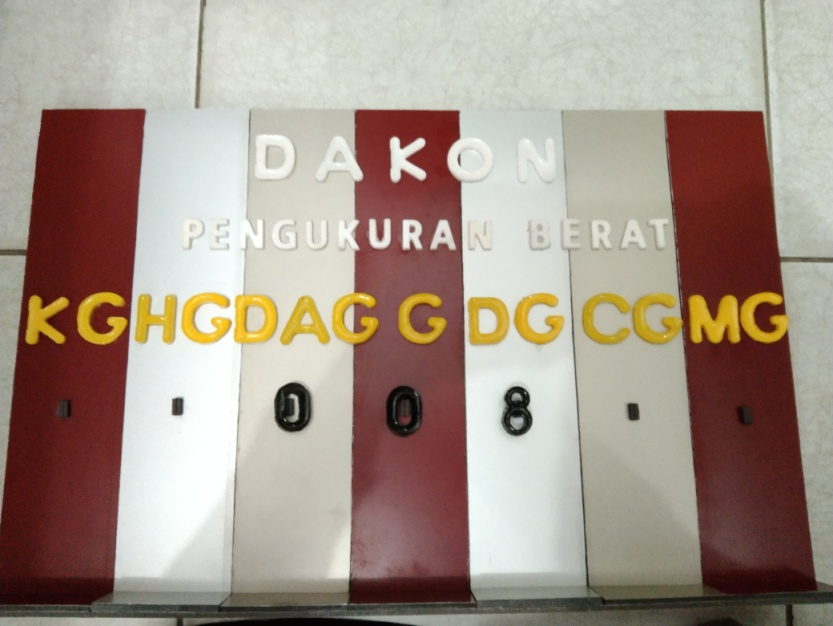 DAKON
PENGUKURAN BERAT
KG HG DAG G DG CG MG
0 0 8